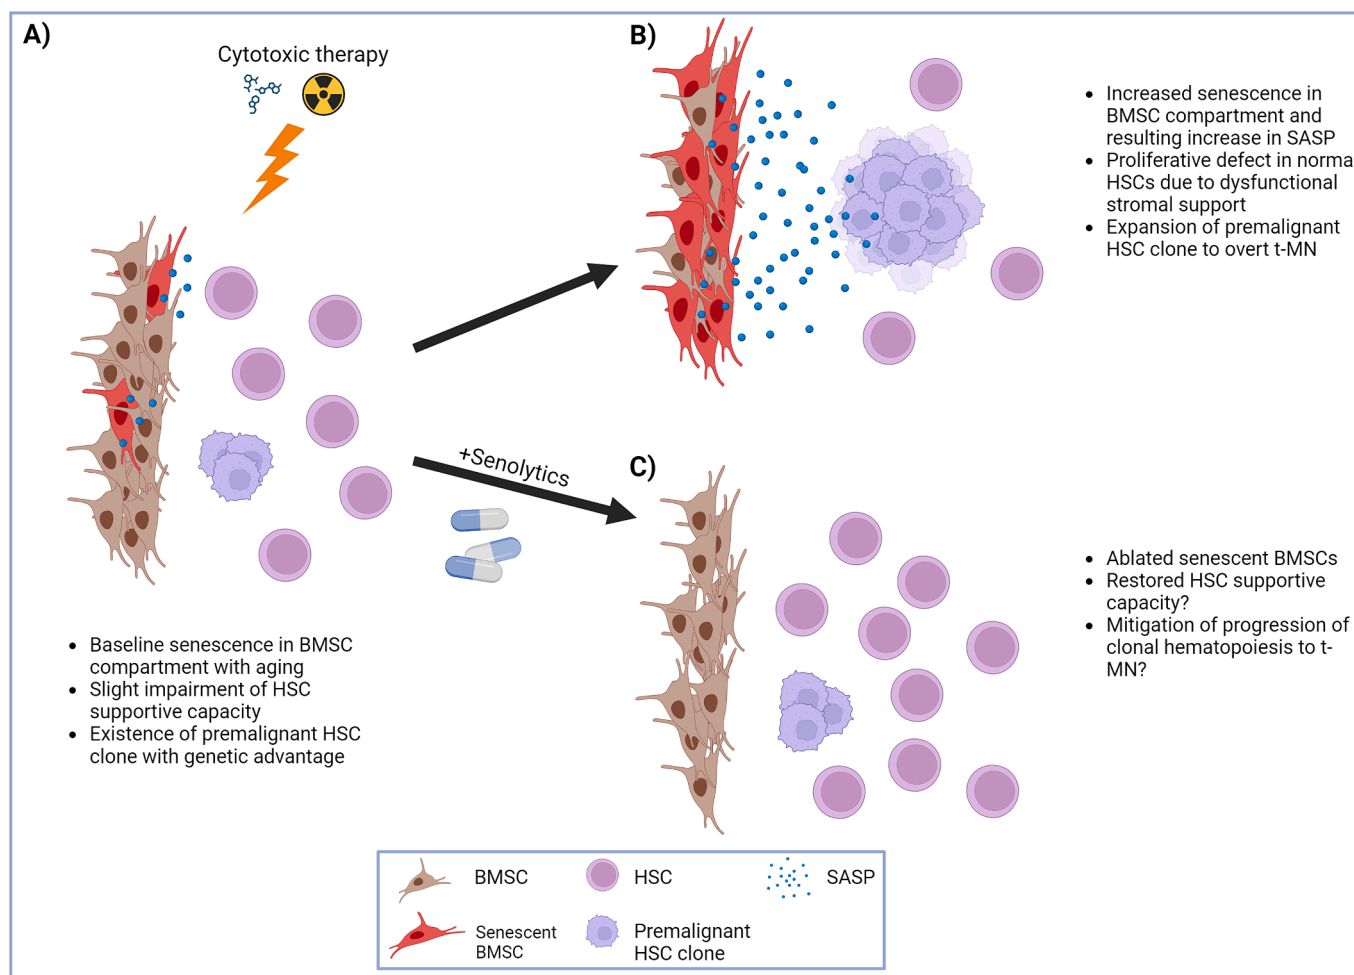 A)
Cytotoxic therapy
• Baseline senescence in BMSC
compartment with aging
• Slight impairment of HSC
supportive capacity
• Existence of premalignant HSC
clone with genetic advantage
B)
• Increased senescence in
BMSC compartment and
resulting increase in SASP
• Proliferative defect in norma
HSCs due to dysfunctional
stromal support
• Expansion of premalignant
HSC clone to overt t-MN
+Senolytics
C)
• Ablated senescent BMSCs
• Restored HSC supportive
capacity?
• Mitigation of progression of
clonal hematopoiesis to t-
MN?
BMSC
HSC
SASP
Senescent
BMSC
Premalignant
HSC clone